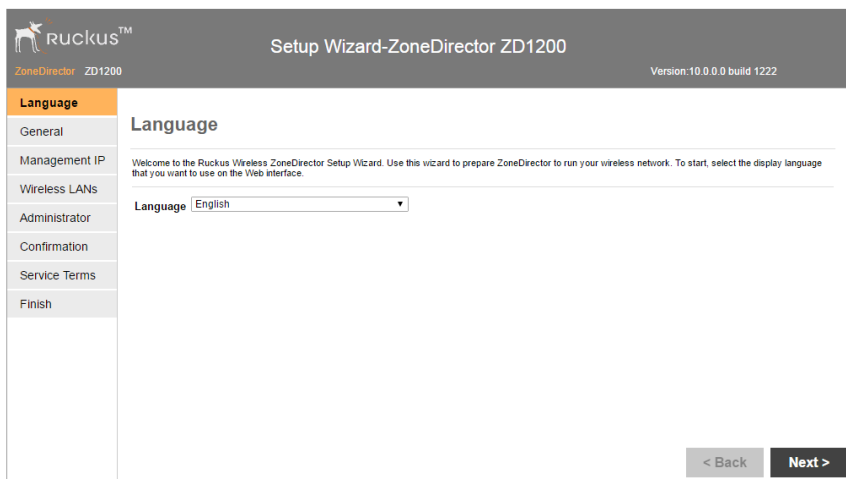 Ruckus™
Setup Wizard-ZoneDirector ZD1200
ZoneDirector ZD1200
Version:10.0.0.0 build 1222
Language
General
Management IP
Wireless LANs
Administrator
Confirmation
Service Terms
Finish
Language
Welcome to the Ruckus Wireless ZoneDirector Setup Wizard. Use this wizard to prepare ZoneDirector to run your wireless network. To start, select the display language
that you want to use on the Web interface.
Language English
< Back Next >